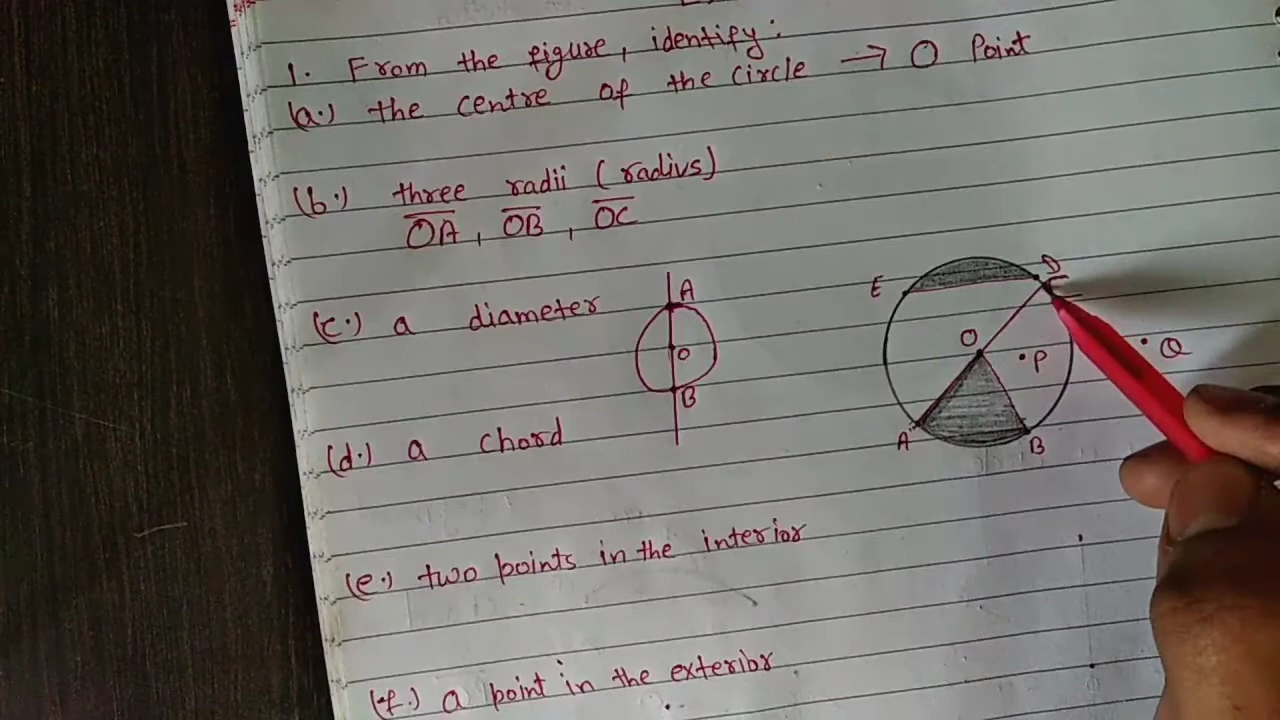 1. From the figure, identify:
(a.) the centre of the circle → O Point
(b.) three radii (radius)
OA, OB, OC
(c.) a diameter
A
O
B
E
D
C
O
P
Q
A
B
(d.) a chord
(e.) two points in the interior
(f.) a point in the exterior